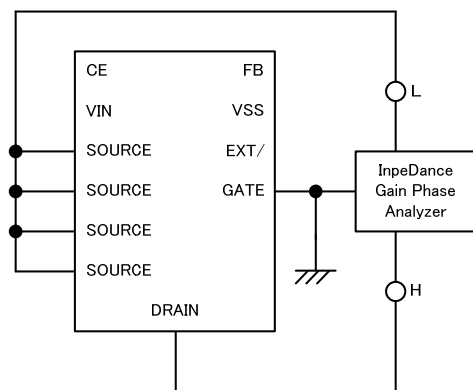 CE FB
VIN VSS
SOURCE EXT/
SOURCE GATE
SOURCE
SOURCE
DRAIN
L
InpeDance
Gain Phase
Analyzer
H